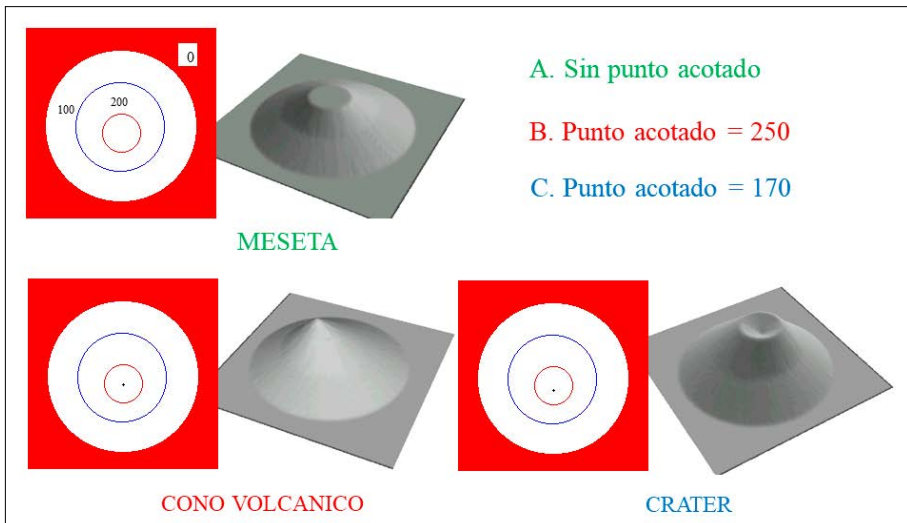 0
100
200
A. Sin punto acotado
B. Punto acotado = 250
C. Punto acotado = 170
MESETA
CONO VOLCANICO
CRATER